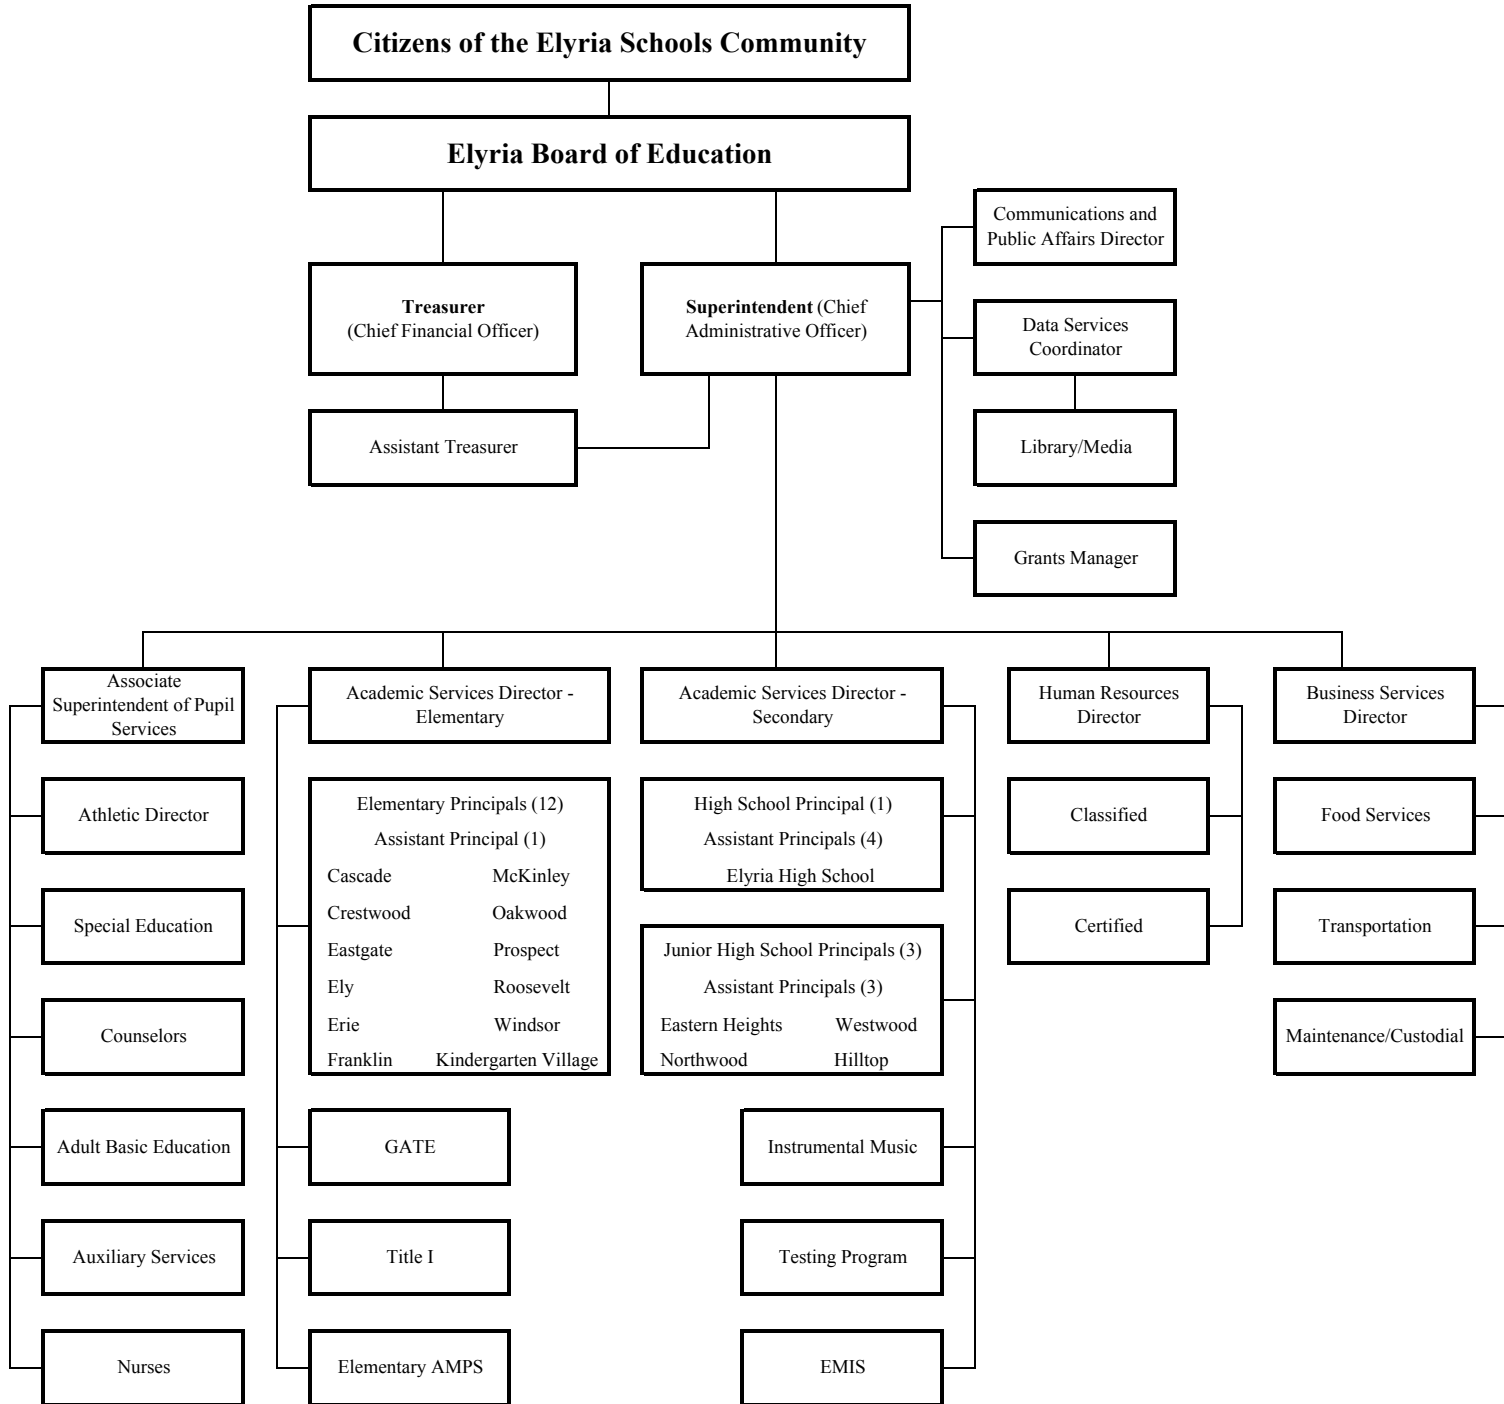 Citizens of the Elyria Schools Community
Elyria Board of Education
Communications and
Public Affairs Director
Treasurer
(Chief Financial Officer)
Superintendent (Chief
Administrative Officer)
Data Services
Coordinator
Assistant Treasurer
Library/Media
Grants Manager
Associate
Superintendent of Pupil
Services
Academic Services Director -
Elementary
Academic Services Director -
Secondary
Human Resources
Director
Business Services
Director
Athletic Director
Special Education
Counselors
Adult Basic Education
Auxiliary Services
Nurses
Elementary Principals (12)
Assistant Principal (1)
Cascade McKinley
Crestwood Oakwood
Eastgate Prospect
Ely Roosevelt
Erie Windsor
Franklin Kindergarten Village
GATE
Title I
Elementary AMPS
High School Principal (1)
Assistant Principals (4)
Elyria High School
Junior High School Principals (3)
Assistant Principals (3)
Eastern Heights Westwood
Northwood Hilltop
Instrumental Music
Testing Program
EMIS
Classified
Certified
Food Services
Transportation
Maintenance/Custodial